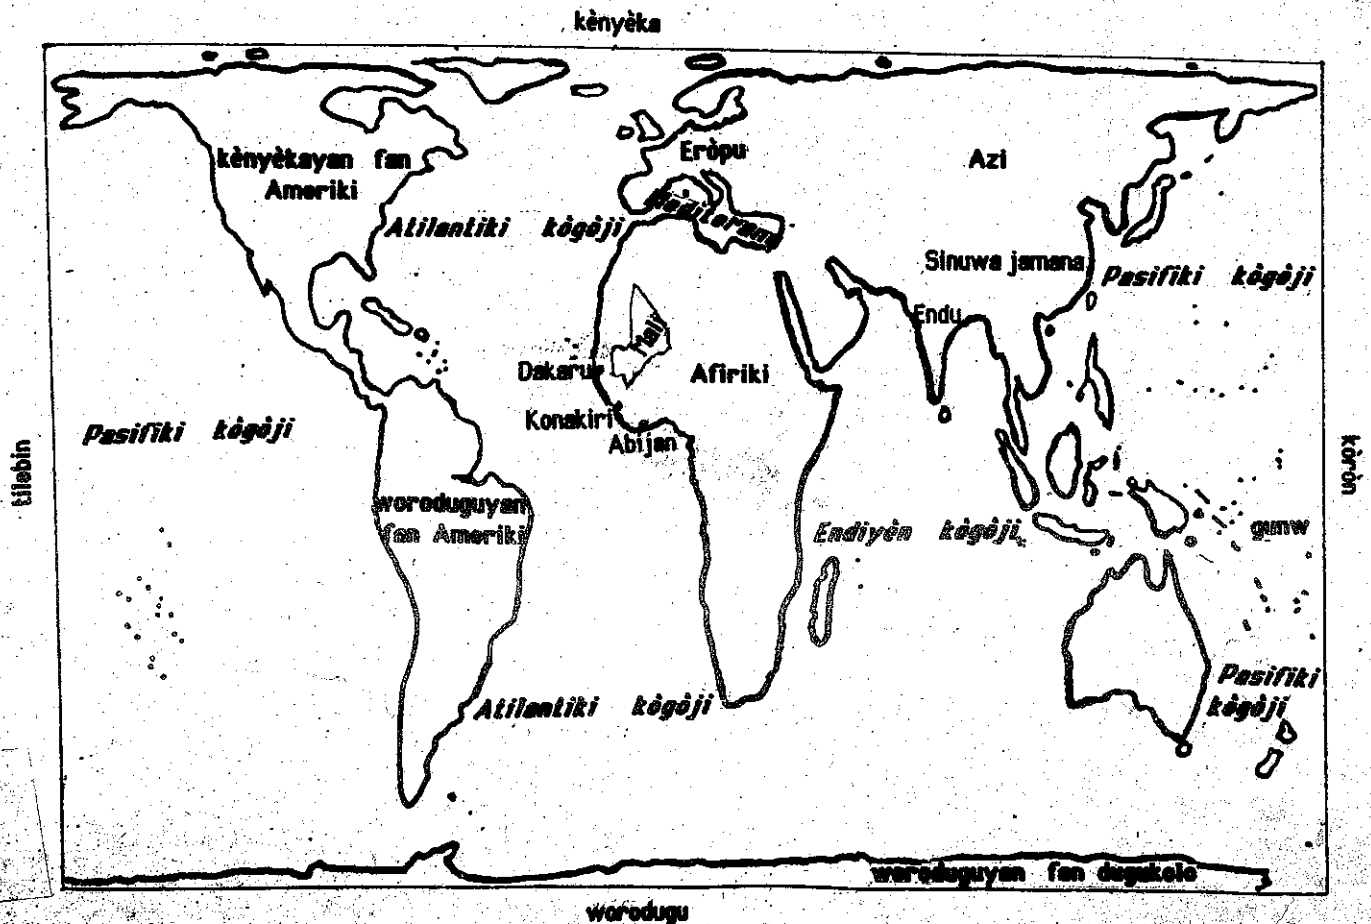 kènyèka
kènyèkayan fan
Ameriki
Eròpu
Azi
Mediterane
Atilantiki kògòji
Sinuwa jamana
Pasifiki kògòji
Endu
Mali
Dakaru
Afiriki
Konakiri
Abijan
Pasifiki kògòji
tilebin
kòròn
woroduguyan
fan Ameriki
Endiyèn kògòji
gunw
Pasifiki
kògòji
Atilantiki kògòji
woroduguyan fan dugukolo
worodugu